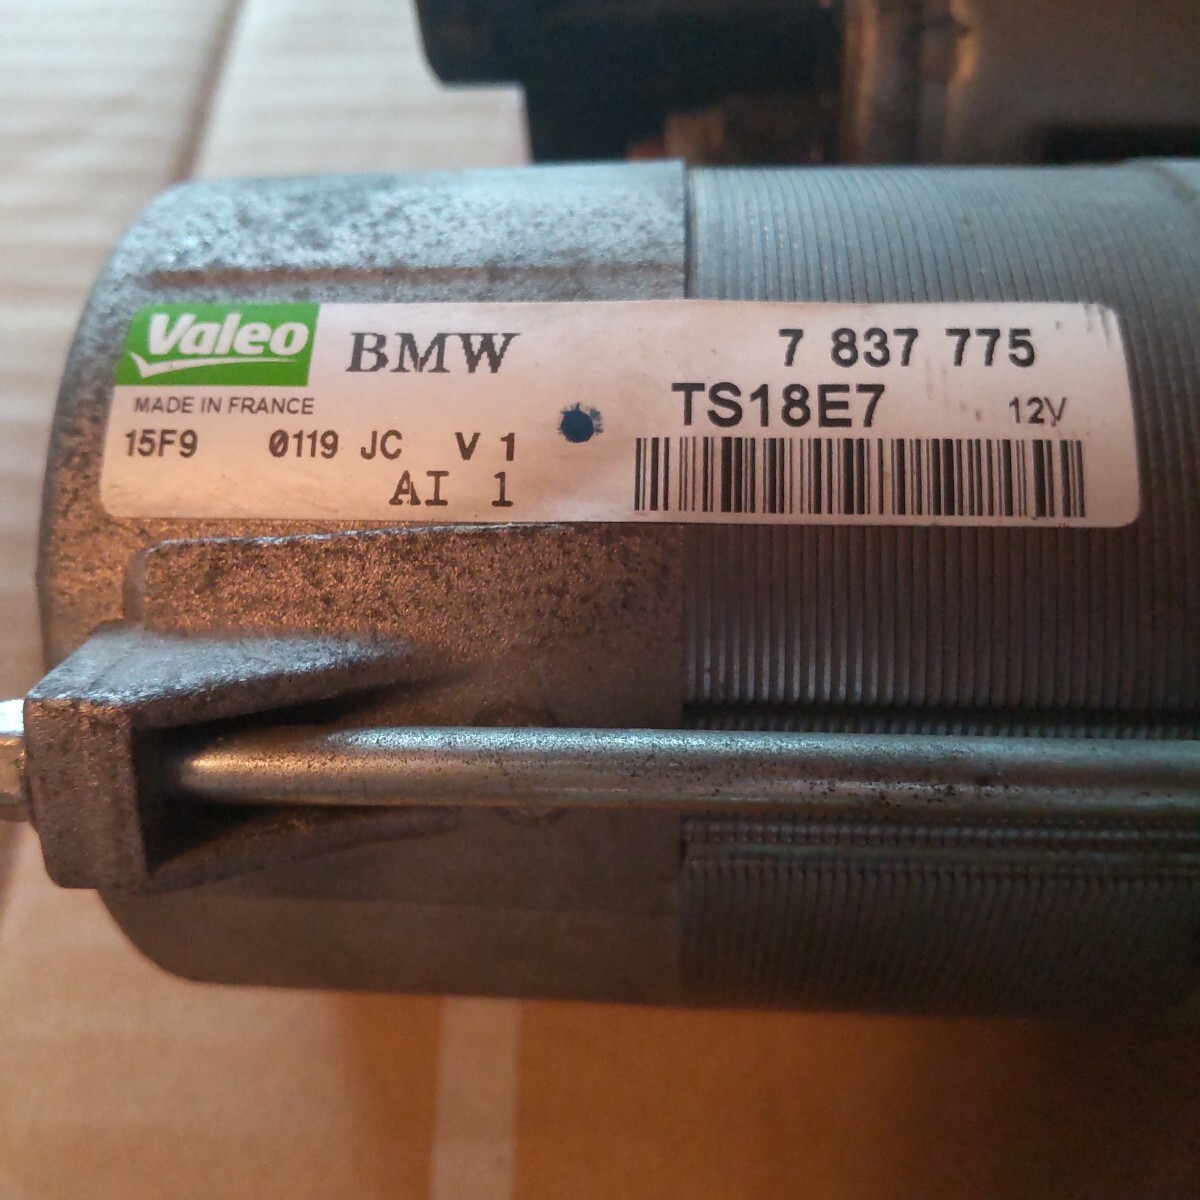 Valeo BMW 7 837 775
MADE IN FRANCE TS18E7 12V
15F9 0119 JC V 1
AI 1